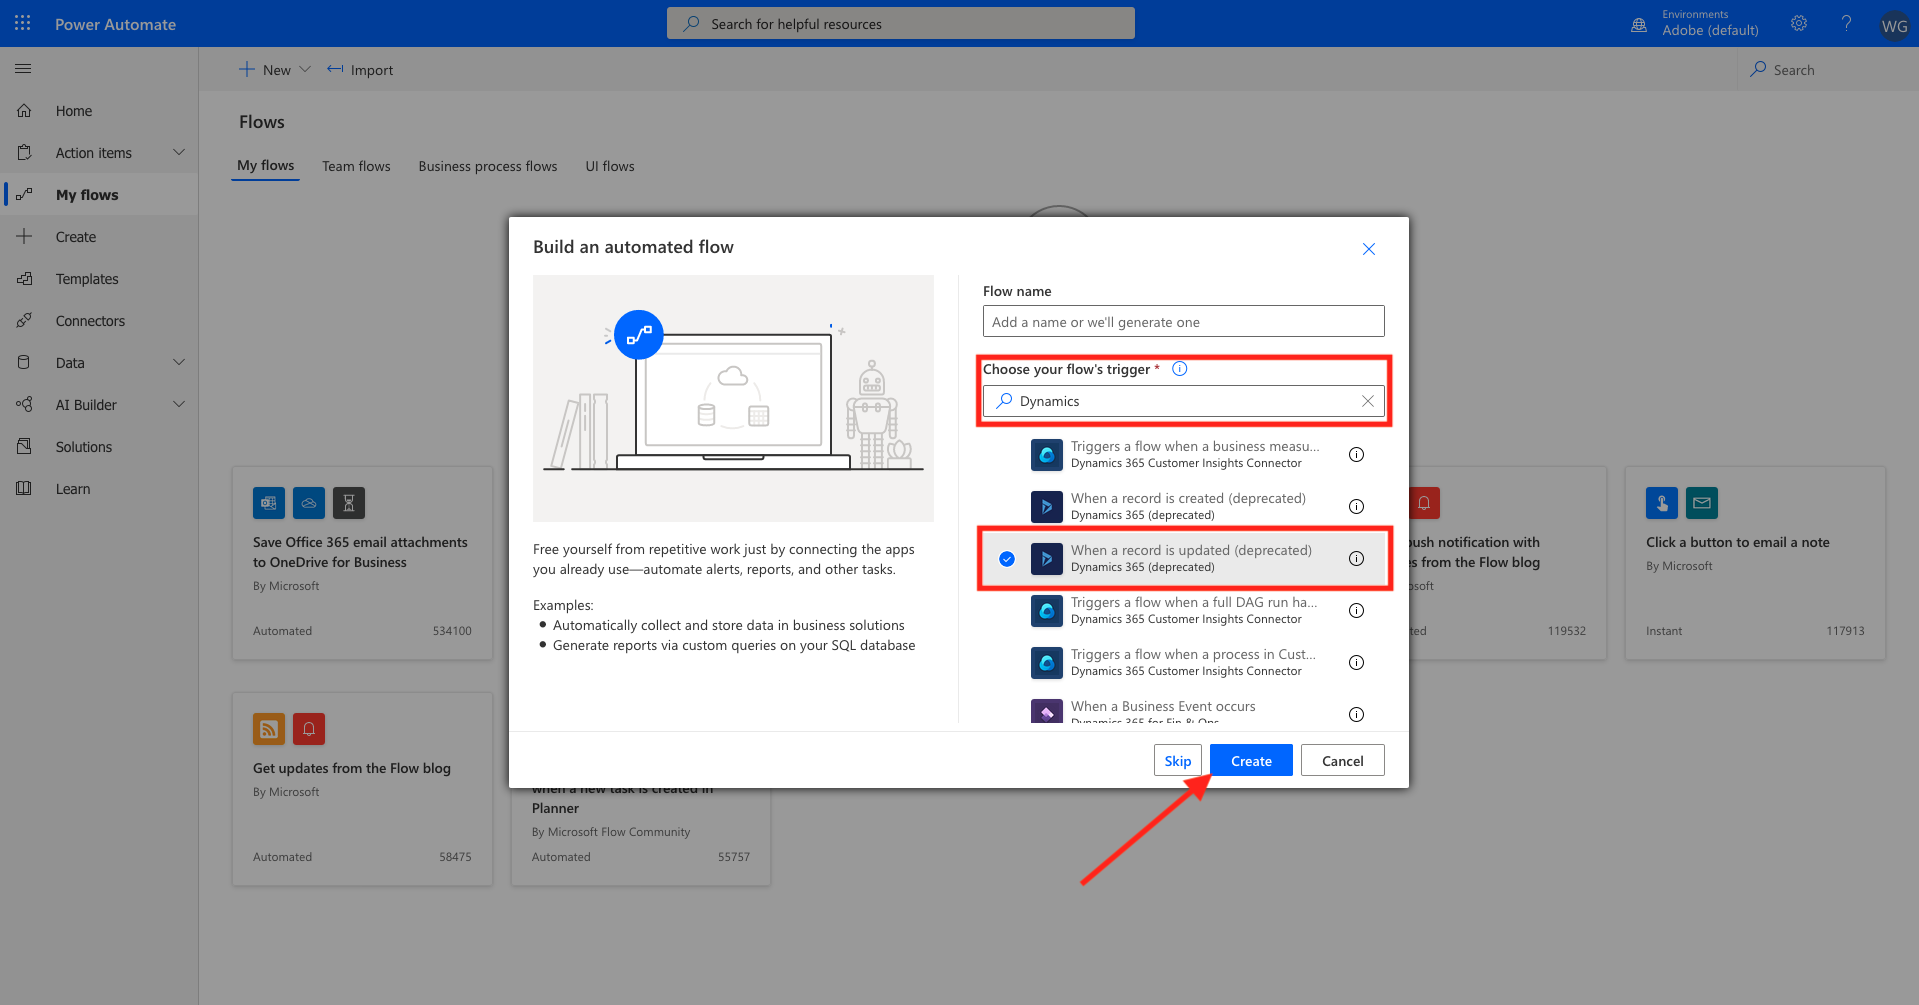 Power Automate
Search for helpful resources
Environments
Adobe (default)
?
WG
New
Import
Search
Home
Action items
My flows
Create
Templates
Connectors
Data
AI Builder
Solutions
Learn
Flows
My flows
Team flows
Business process flows
UI flows
Build an automated flow
Free yourself from repetitive work just by connecting the apps
you already use—automate alerts, reports, and other tasks.
Examples:
• Automatically collect and store data in business solutions
• Generate reports via custom queries on your SQL database
Flow name
Add a name or we'll generate one
Choose your flow's trigger *
Dynamics
Triggers a flow when a business measu...
Dynamics 365 Customer Insights Connector
When a record is created (deprecated)
Dynamics 365 (deprecated)
When a record is updated (deprecated)
Dynamics 365 (deprecated)
Triggers a flow when a full DAG run ha...
Dynamics 365 Customer Insights Connector
Triggers a flow when a process in Cust...
Dynamics 365 Customer Insights Connector
When a Business Event occurs
Dynamics 365 for Fin & Ops
Skip
Create
Cancel
Save Office 365 email attachments
to OneDrive for Business
By Microsoft
Automated
534100
push notification with
from the Flow blog
119532
Click a button to email a note
By Microsoft
Instant
117913
Get updates from the Flow blog
By Microsoft
Automated
58475
when a new task is created in
Planner
By Microsoft Flow Community
Automated
55757